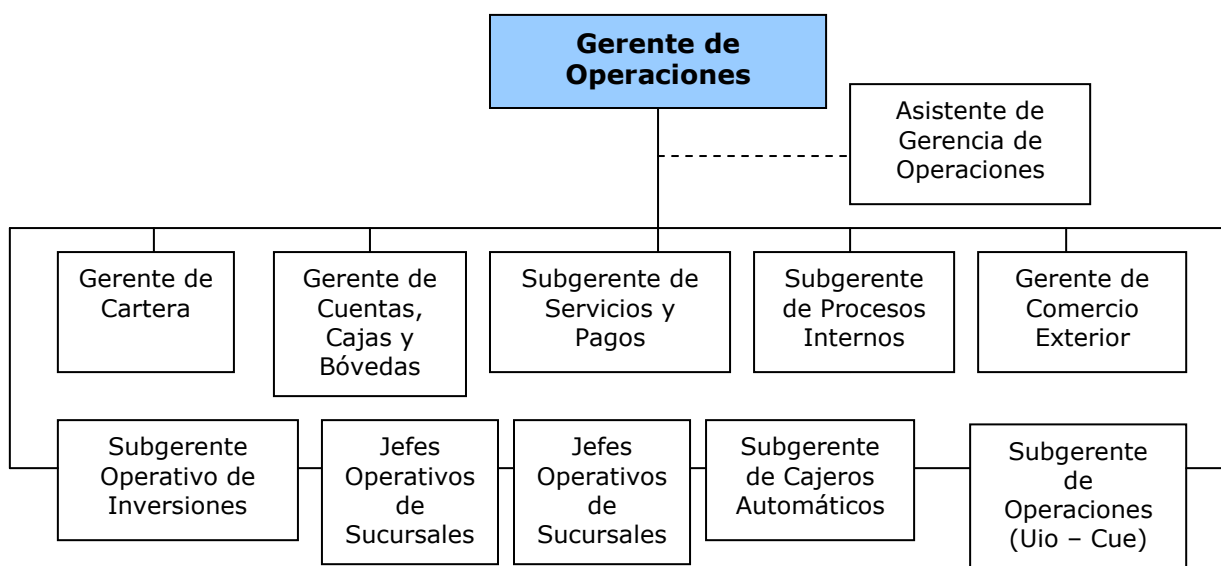 Gerente de
Operaciones
Asistente de
Gerencia de
Operaciones
Gerente de
Cartera
Gerente de
Cuentas,
Cajas y
Bóvedas
Subgerente de
Servicios y
Pagos
Subgerente
de Procesos
Internos
Gerente de
Comercio
Exterior
Subgerente
Operativo de
Inversiones
Jefes
Operativos
de
Sucursales
Jefes
Operativos
de
Sucursales
Subgerente
de Cajeros
Automáticos
Subgerente
de
Operaciones
(Uio – Cue)